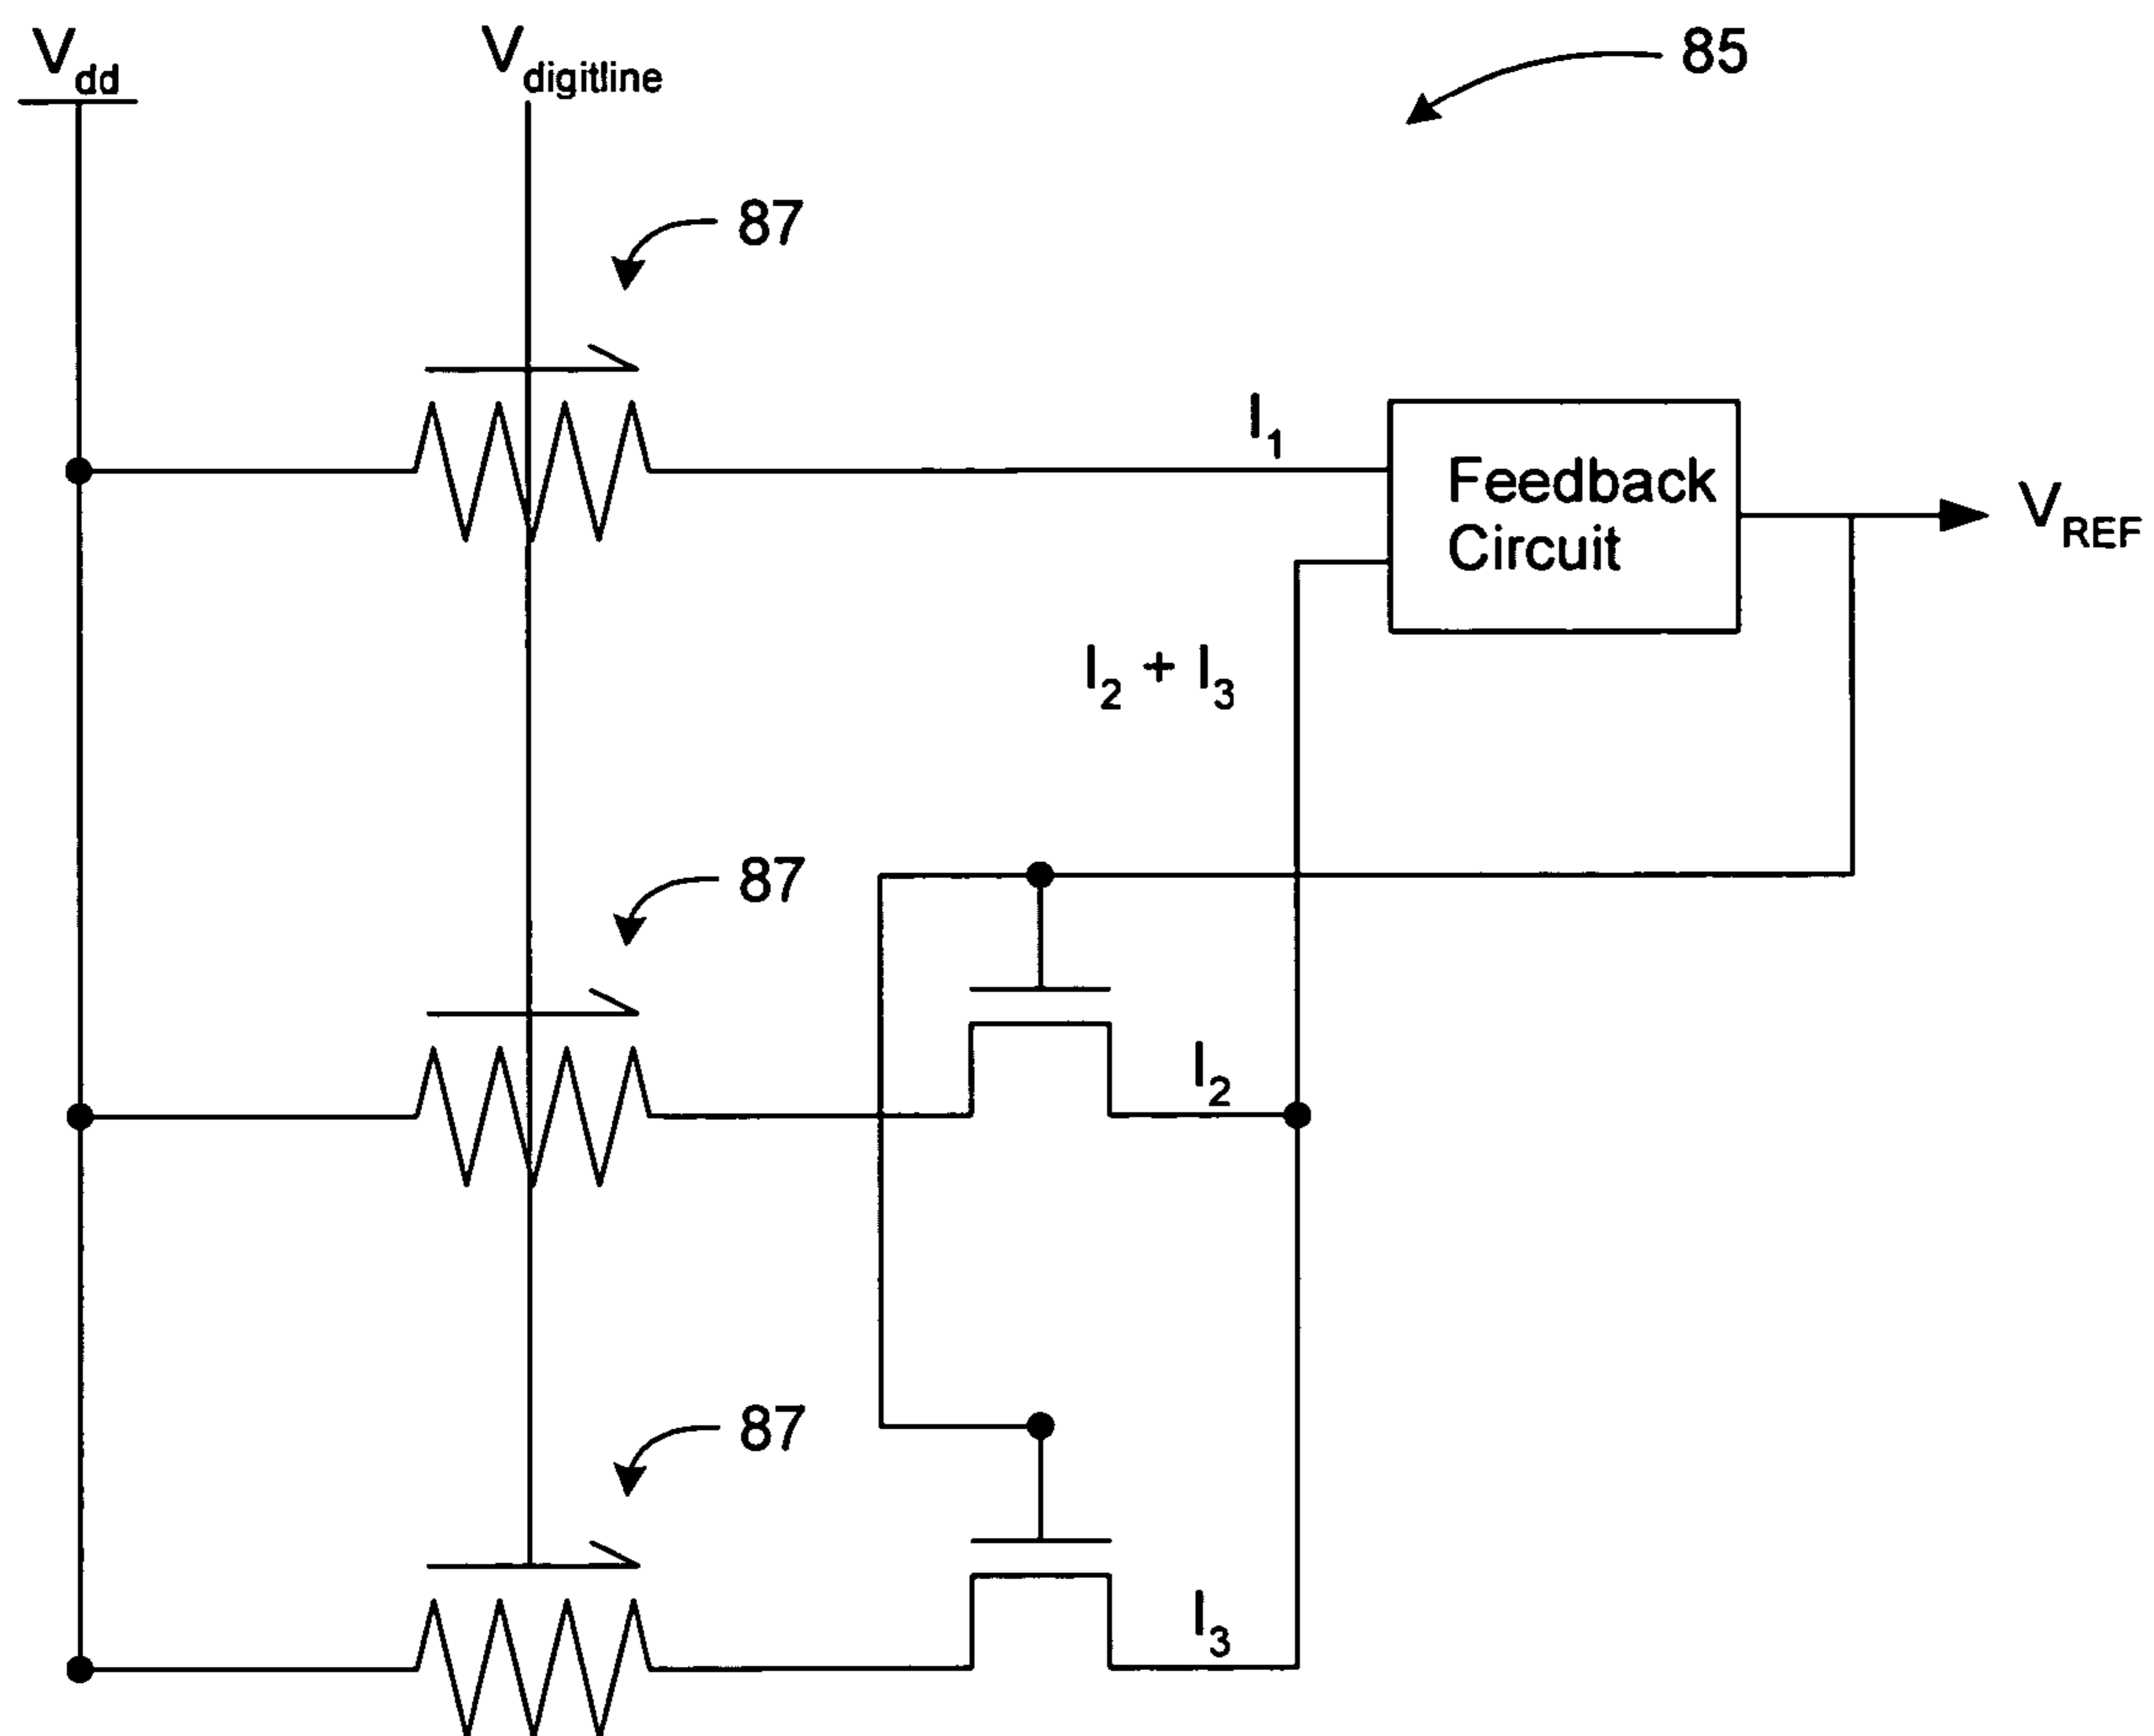 V_dd
V_digitline
85
87
I_1
Feedback
Circuit
V_REF
I_2 + I_3
87
I_2
87
I_3